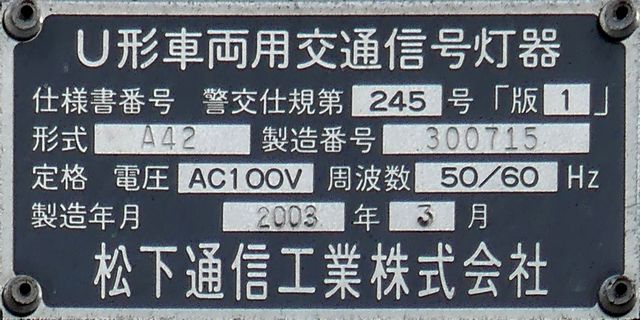 U形車両用交通信号灯器
仕様書番号 警交仕規第 245 号「版 1 」
形式 A42 製造番号 300715
定格 電圧 AC100V 周波数 50/60 Hz
製造年月 2003 年 3 月
松下通信工業株式会社